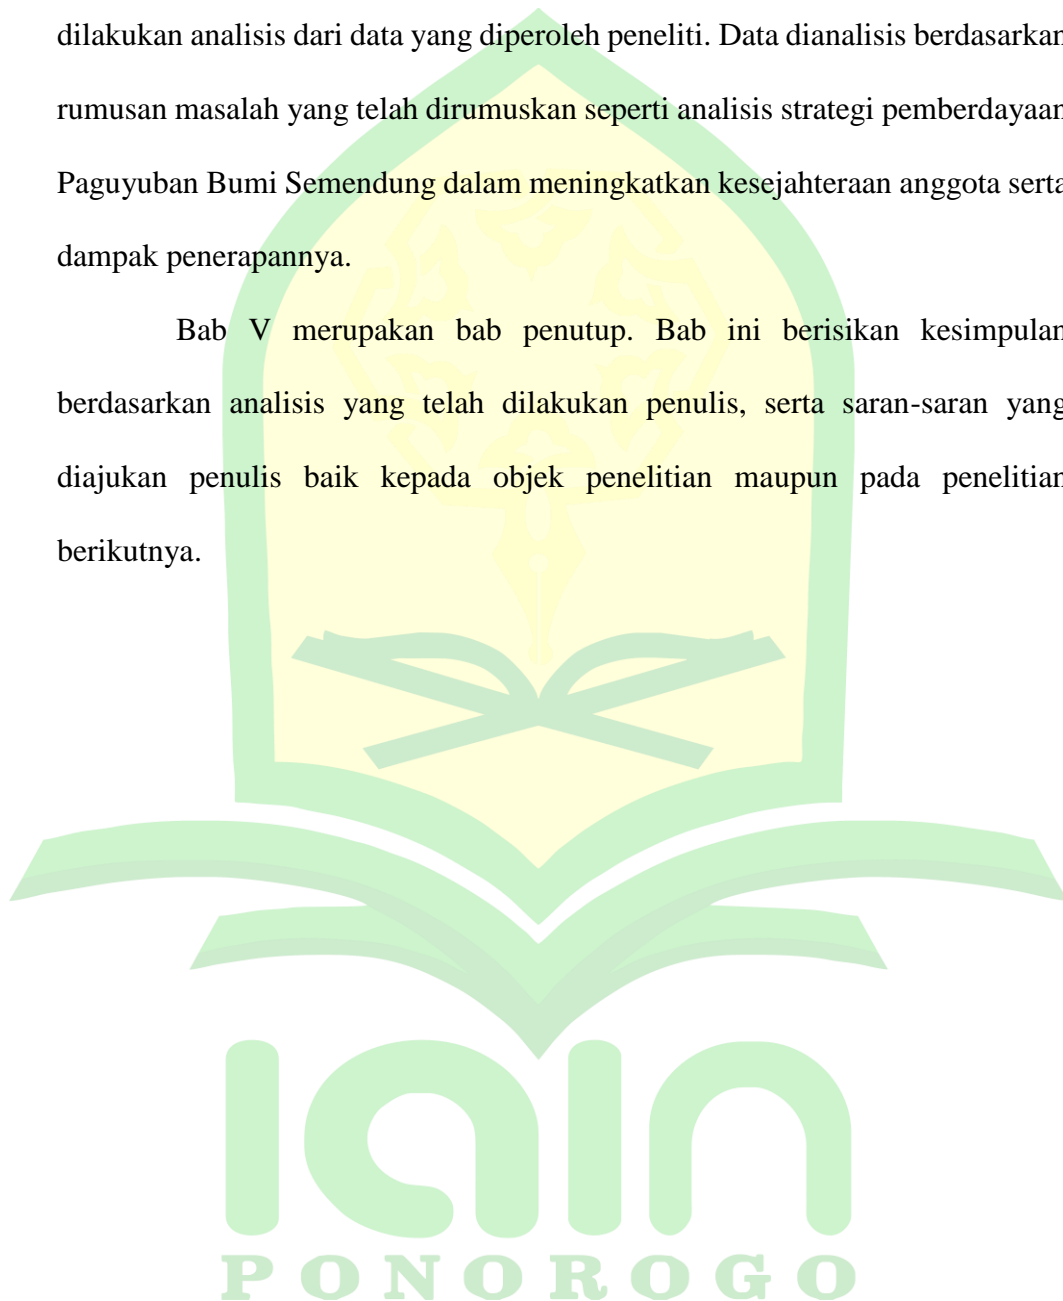 dilakukan analisis dari data yang diperoleh peneliti. Data dianalisis berdasarkan
rumusan masalah yang telah dirumuskan seperti analisis strategi pemberdayaan
Paguyuban Bumi Semendung dalam meningkatkan kesejahteraan anggota serta
dampak penerapannya.
Bab V merupakan bab penutup. Bab ini berisikan kesimpulan
berdasarkan analisis yang telah dilakukan penulis, serta saran-saran yang
diajukan penulis baik kepada objek penelitian maupun pada penelitian
berikutnya.
iain
PONOROGO